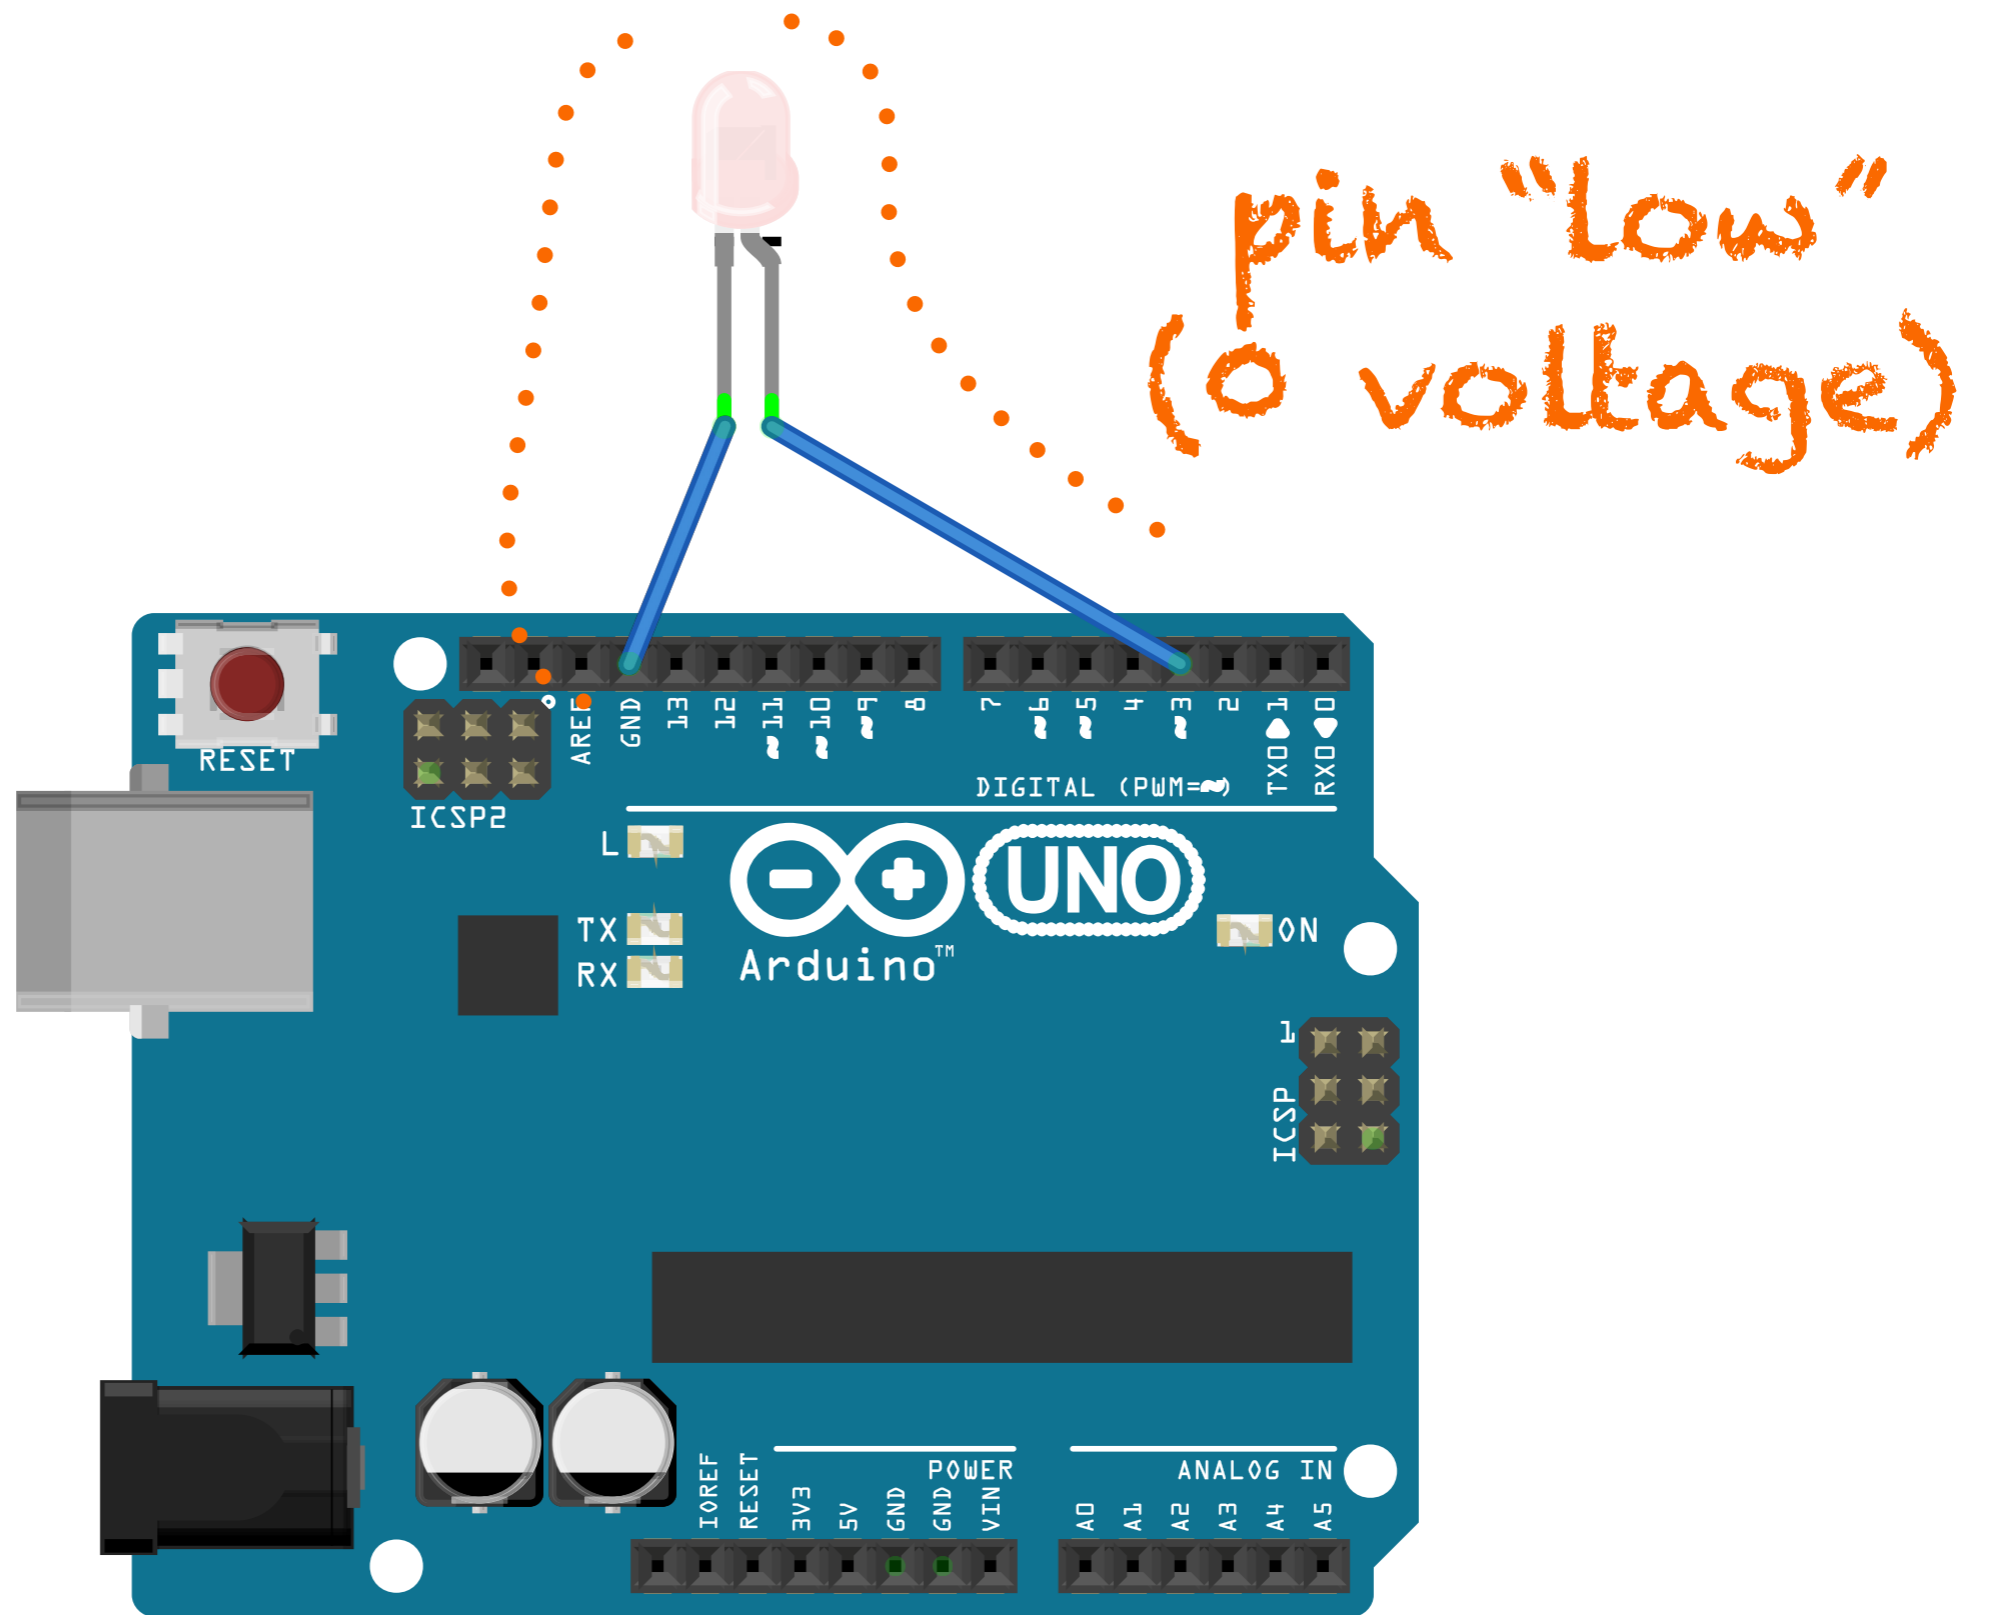 pin “low”
(0 voltage)
RESET
ICSP2
AREF
GND
13
12
~11
~10
~9
8
7
~6
~5
4
~3
2
TX0▶1
RX0◀0
DIGITAL (PWM=~)
L
TX
RX
UNO
Arduino™
ON
1
ICSP
IOREF
RESET
3V3
5V
GND
GND
VIN
POWER
ANALOG IN
A0
A1
A2
A3
A4
A5